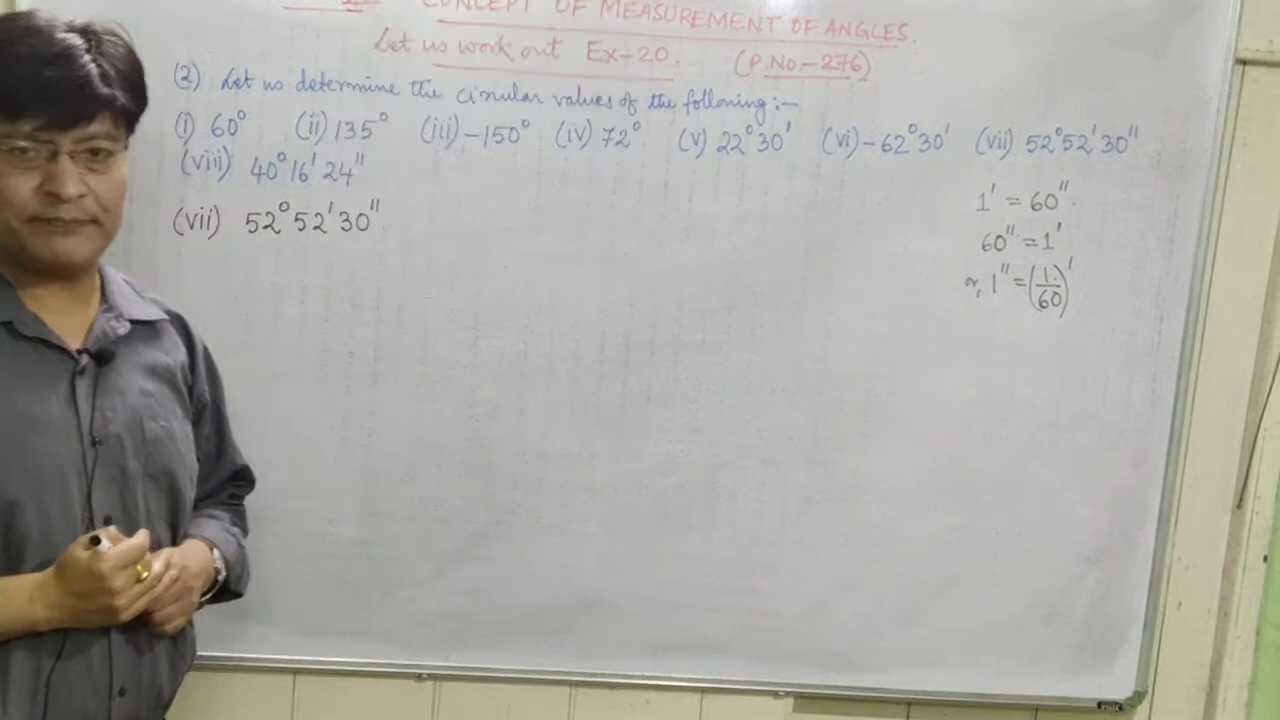 CONCEPT OF MEASUREMENT OF ANGLES.
Let us work out Ex-20. (P.No.-276)
(2) Let us determine the circular values of the following:-
(i) 60° (ii) 135° (iii) -150° (iv) 72° (v) 22°30' (vi) -62°30' (vii) 52°52'30"
(viii) 40°16'24"
(vii) 52°52'30"
1' = 60".
60" = 1'
or, 1" = (1/60)'